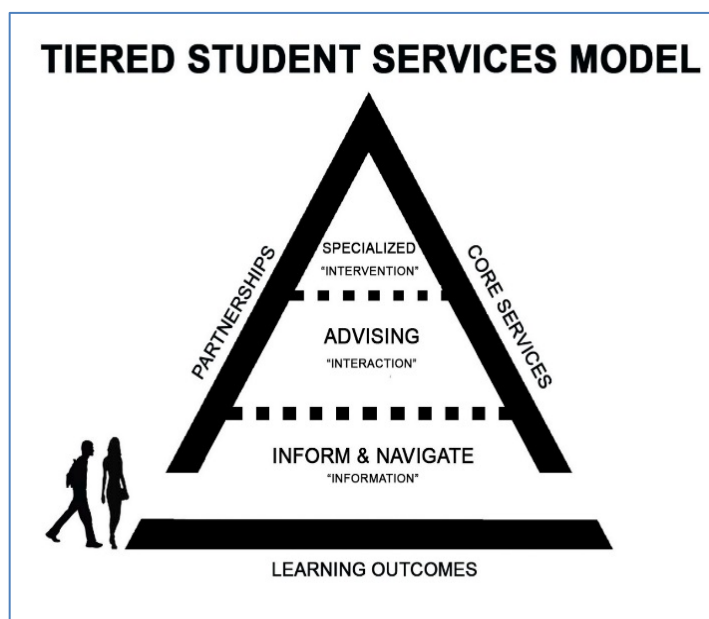 TIERED STUDENT SERVICES MODEL
PARTNERSHIPS
CORE SERVICES
SPECIALIZED
"INTERVENTION"
ADVISING
"INTERACTION"
INFORM & NAVIGATE
"INFORMATION"
LEARNING OUTCOMES